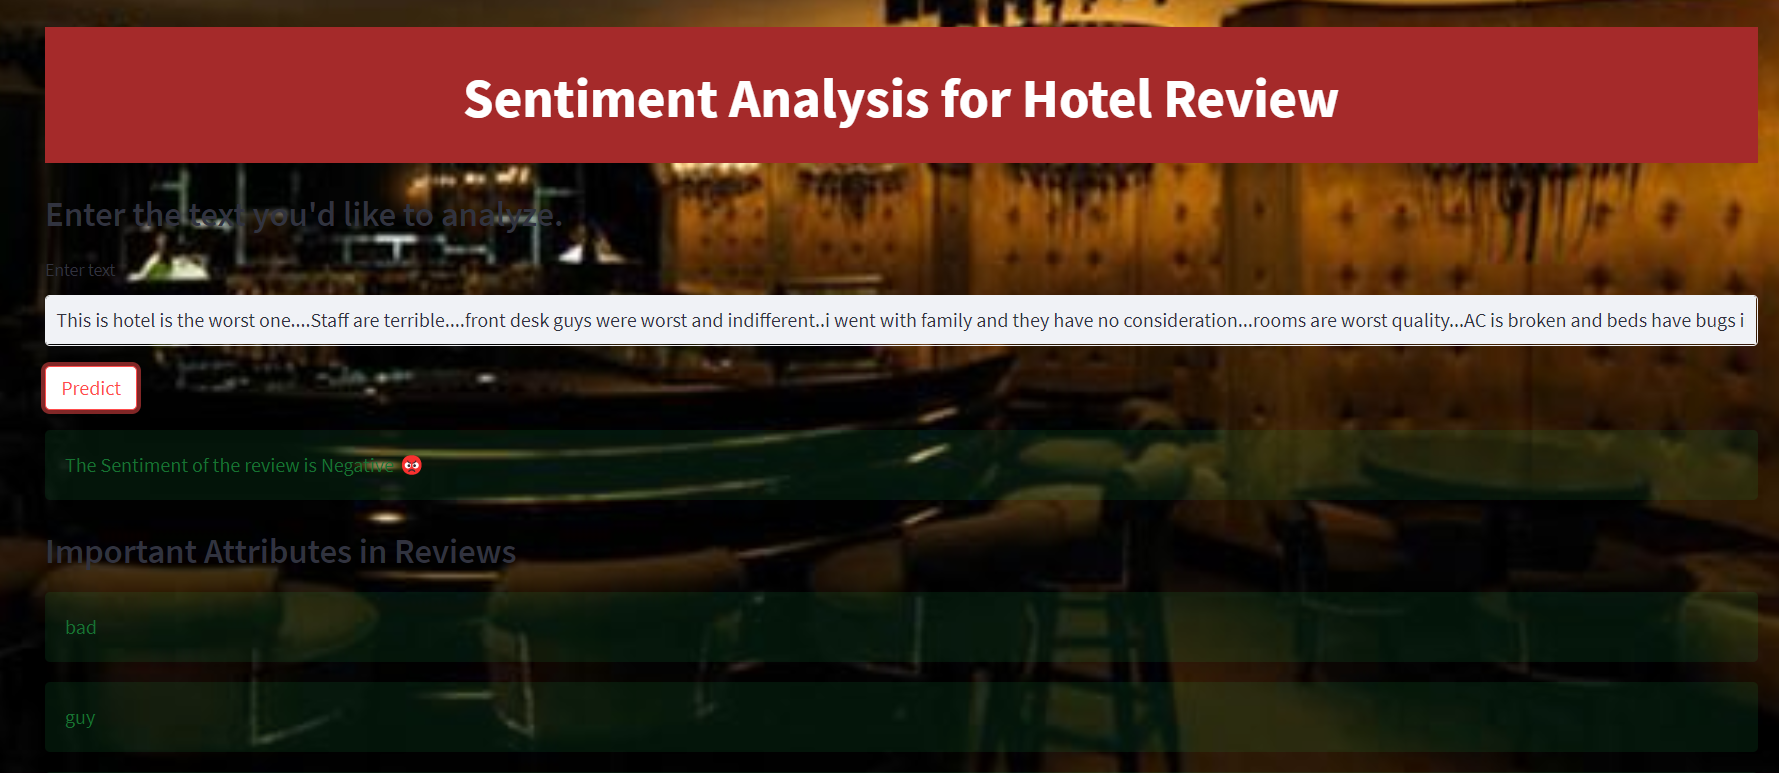 Sentiment Analysis for Hotel Review
Enter the text you'd like to analyze.
Enter text
This is hotel is the worst one....Staff are terrible....front desk guys were worst and indifferent..i went with family and they have no consideration...rooms are worst quality...AC is broken and beds have bugs i
Predict
The Sentiment of the review is Negative 😡
Important Attributes in Reviews
bad
guy